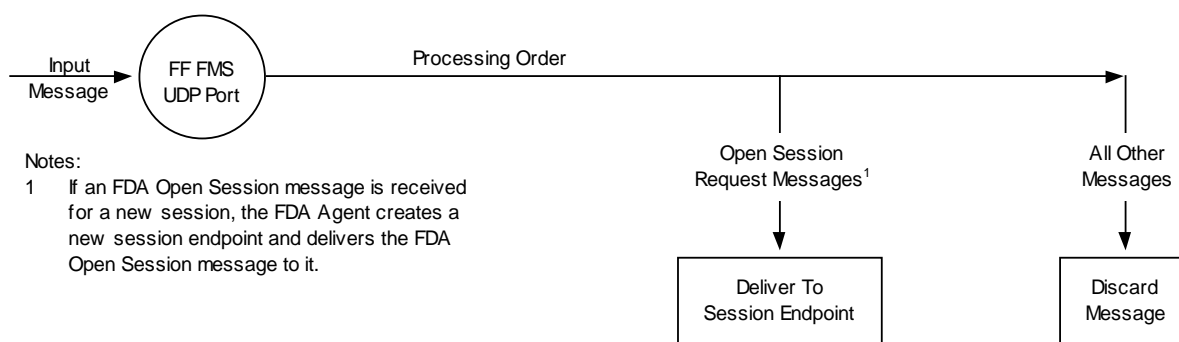 Input
Message
FF FMS
UDP Port
Processing Order
Notes:
1 If an FDA Open Session message is received
for a new session, the FDA Agent creates a
new session endpoint and delivers the FDA
Open Session message to it.
Open Session
Request Messages¹
All Other
Messages
Deliver To
Session Endpoint
Discard
Message